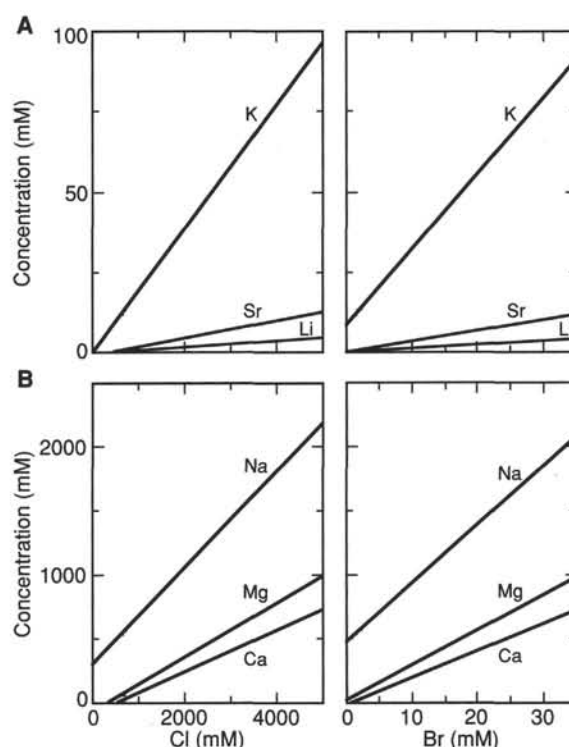 A
100
50
0
Concentration (mM)
K
Sr
Li
K
Sr
L
B
2000
1000
0
Concentration (mM)
Na
Mg
Ca
Na
Mg
Ca
0 2000 4000
Cl (mM)
0 10 20 30
Br (mM)